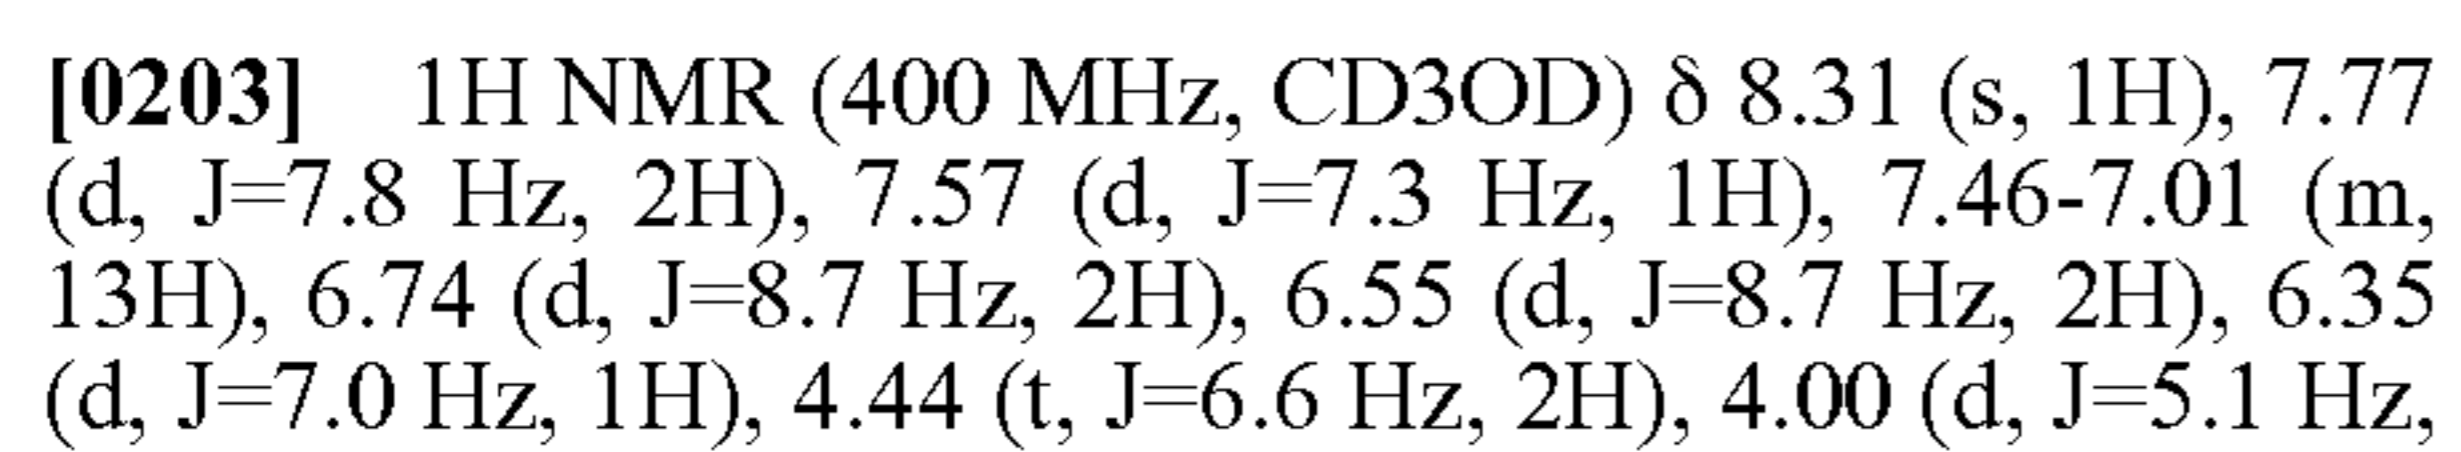 [0203] 1H NMR (400 MHz, CD3OD) δ 8.31 (s, 1H), 7.77
(d, J=7.8 Hz, 2H), 7.57 (d, J=7.3 Hz, 1H), 7.46-7.01 (m,
13H), 6.74 (d, J=8.7 Hz, 2H), 6.55 (d, J=8.7 Hz, 2H), 6.35
(d, J=7.0 Hz, 1H), 4.44 (t, J=6.6 Hz, 2H), 4.00 (d, J=5.1 Hz,